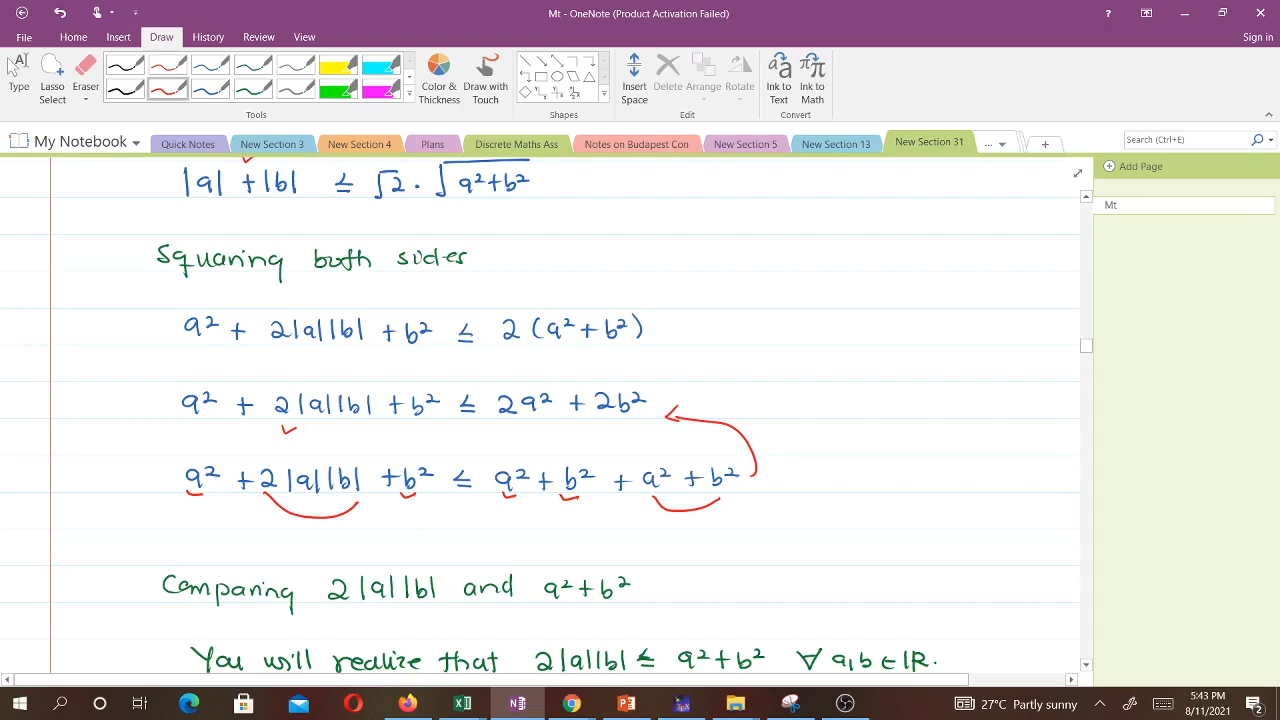 Mt - OneNote (Product Activation Failed)
File Home Insert Draw History Review View
Sign in
Type
Lasso Select
Eraser
Color & Thickness
Draw with Touch
Insert Space
Delete
Arrange
Rotate
Ink to Text
Ink to Math
Tools
Shapes
Edit
Convert
My Notebook
Quick Notes
New Section 3
New Section 4
Plans
Discrete Maths Ass
Notes on Budapest Con
New Section 5
New Section 13
New Section 31
...
Search (Ctrl+E)
Add Page
Mt
|a| + |b| ≤ √2 · √a²+b²
Squaring both sides
a² + 2|a||b| + b² ≤ 2(a² + b²)
a² + 2|a||b| + b² ≤ 2a² + 2b²
a² + 2|a||b| + b² ≤ a² + b² + a² + b²
Comparing 2|a||b| and a²+b²
You will realize that 2|a||b| ≤ a²+b² ∀ a,b ∈ ℝ.
27°C Partly sunny
5:43 PM
8/11/2021
2